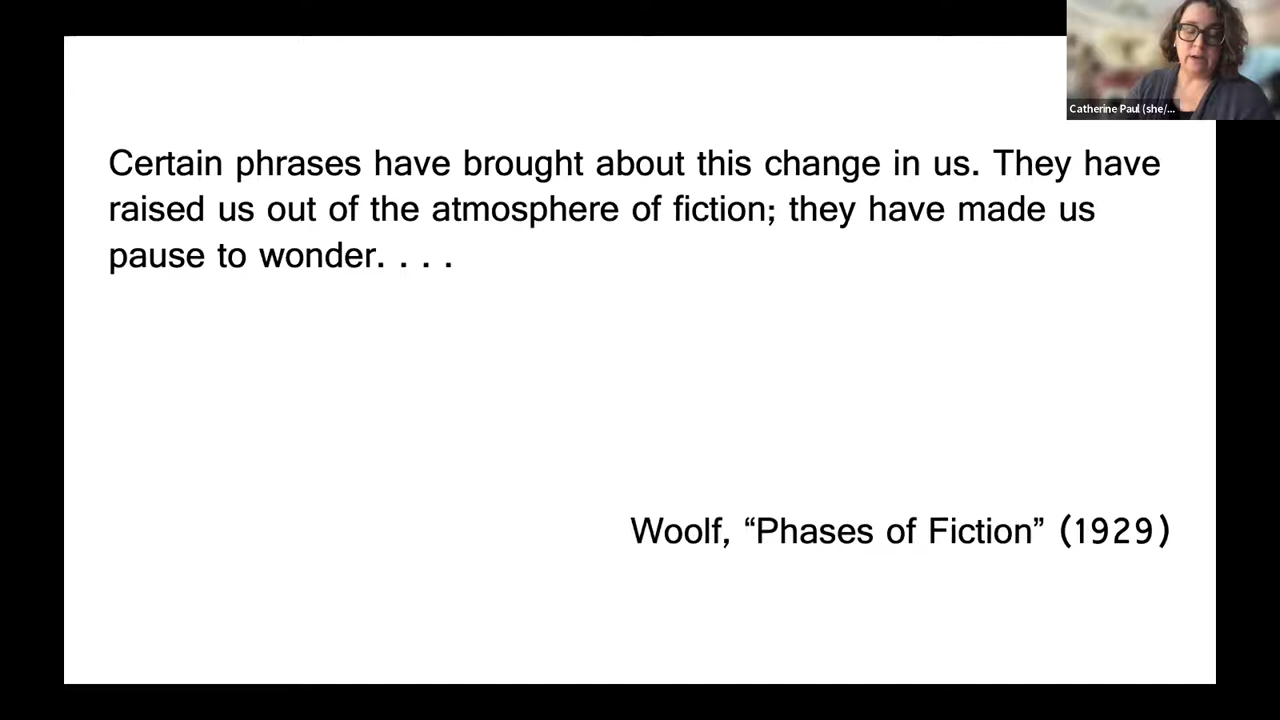 Catherine Paul (she/...
Certain phrases have brought about this change in us. They have
raised us out of the atmosphere of fiction; they have made us
pause to wonder. . . .
Woolf, “Phases of Fiction” (1929)